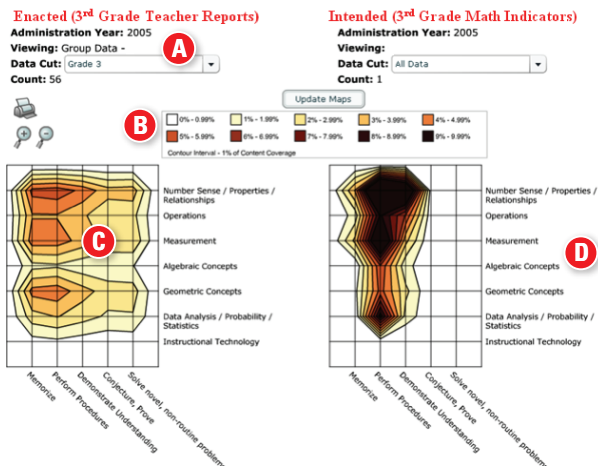 Enacted (3rd Grade Teacher Reports)
Administration Year: 2005
Viewing: Group Data -
Data Cut: Grade 3
Count: 56
A
Intended (3rd Grade Math Indicators)
Administration Year: 2005
Viewing:
Data Cut: All Data
Count: 1
Update Maps
B
0% - 0.99% 1% - 1.99% 2% - 2.99% 3% - 3.99% 4% - 4.99%
5% - 5.99% 6% - 6.99% 7% - 7.99% 8% - 8.99% 9% - 9.99%
Contour Interval - 1% of Content Coverage
C
Number Sense / Properties /
Relationships
Operations
Measurement
Algebraic Concepts
Geometric Concepts
Data Analysis / Probability /
Statistics
Instructional Technology
Memorize
Perform Procedures
Demonstrate Understanding
Conjecture, Prove
Solve novel, non-routine problem
Number Sense / Properties /
Relationships
Operations
Measurement
Algebraic Concepts
D
Geometric Concepts
Data Analysis / Probability /
Statistics
Instructional Technology
Memorize
Perform Procedures
Demonstrate Understanding
Conjecture, Prove
Solve novel, non-routine problem